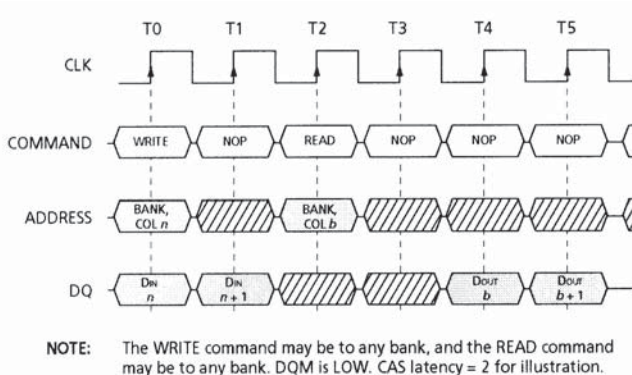 T0 T1 T2 T3 T4 T5
CLK
COMMAND WRITE NOP READ NOP NOP NOP
ADDRESS BANK, COL n BANK, COL b
DQ DIN n DIN n + 1 DOUT b DOUT b + 1
NOTE: The WRITE command may be to any bank, and the READ command
may be to any bank. DQM is LOW. CAS latency = 2 for illustration.